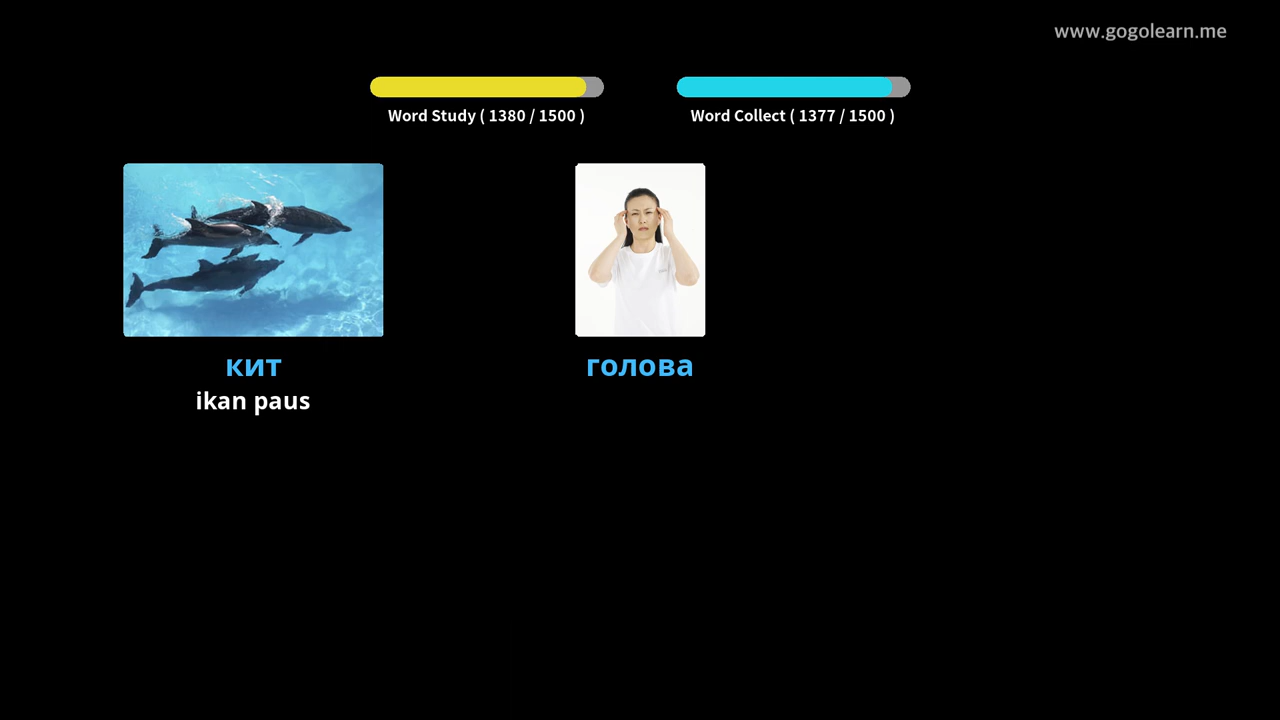 www.gogolearn.me
Word Study ( 1380 / 1500 )
Word Collect ( 1377 / 1500 )
кит
ikan paus
голова